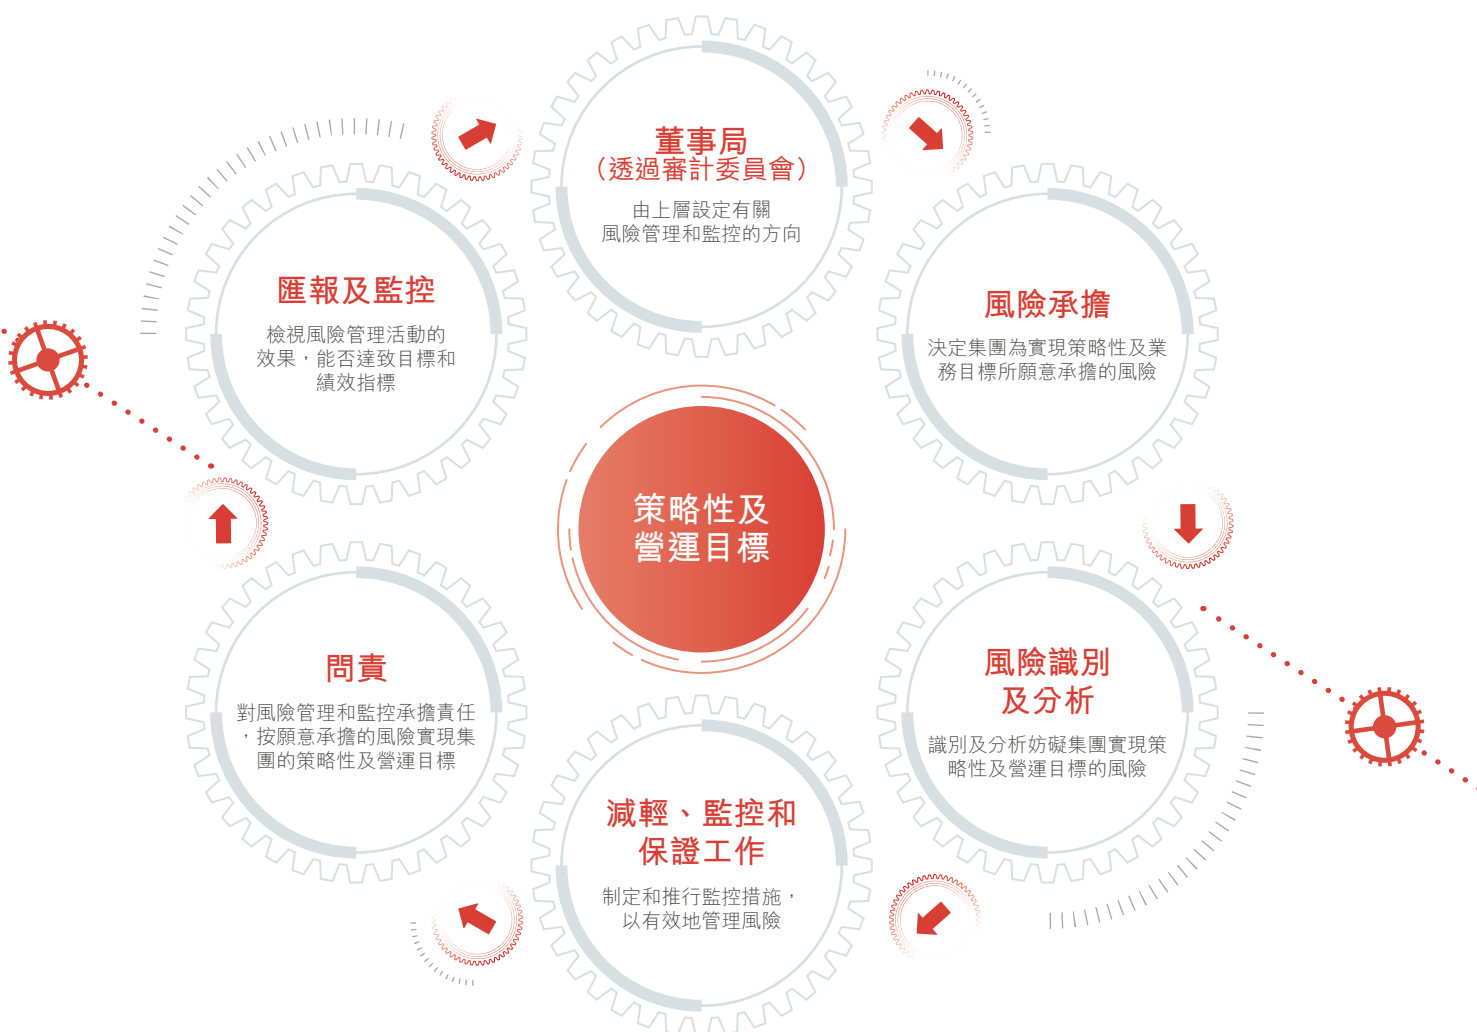 董事局
（透過審計委員會）
由上層設定有關
風險管理和監控的方向
風險承擔
決定集團為實現策略性及業
務目標所願意承擔的風險
風險識別
及分析
識別及分析妨礙集團實現策
略性及營運目標的風險
減輕、監控和
保證工作
制定和推行監控措施，
以有效地管理風險
問責
對風險管理和監控承擔責任
，按願意承擔的風險實現集
團的策略性及營運目標
匯報及監控
檢視風險管理活動的
效果，能否達致目標和
績效指標
策略性及
營運目標